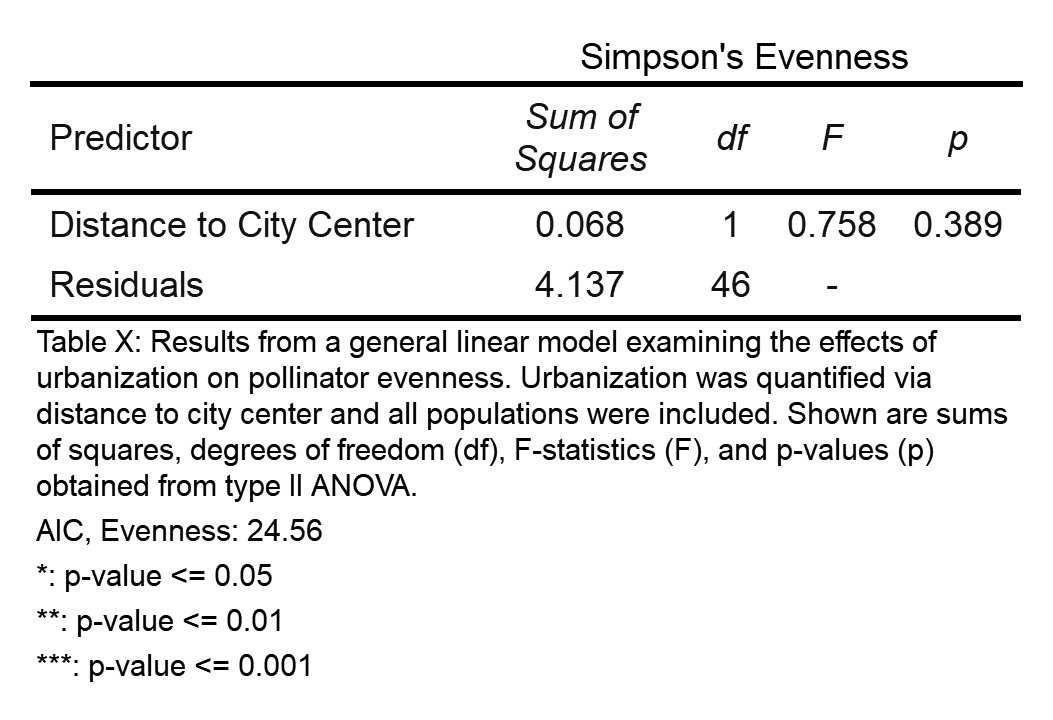 Simpson's Evenness
Predictor Sum of Squares df F p
Distance to City Center 0.068 1 0.758 0.389
Residuals 4.137 46 -
Table X: Results from a general linear model examining the effects of
urbanization on pollinator evenness. Urbanization was quantified via
distance to city center and all populations were included. Shown are sums
of squares, degrees of freedom (df), F-statistics (F), and p-values (p)
obtained from type II ANOVA.
AIC, Evenness: 24.56
*: p-value <= 0.05
**: p-value <= 0.01
***: p-value <= 0.001